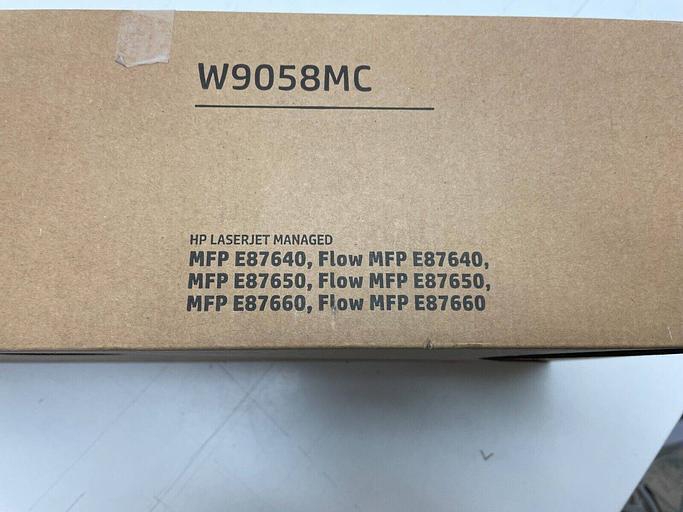 W9058MC
HP LASERJET MANAGED
MFP E87640, Flow MFP E87640,
MFP E87650, Flow MFP E87650,
MFP E87660, Flow MFP E87660